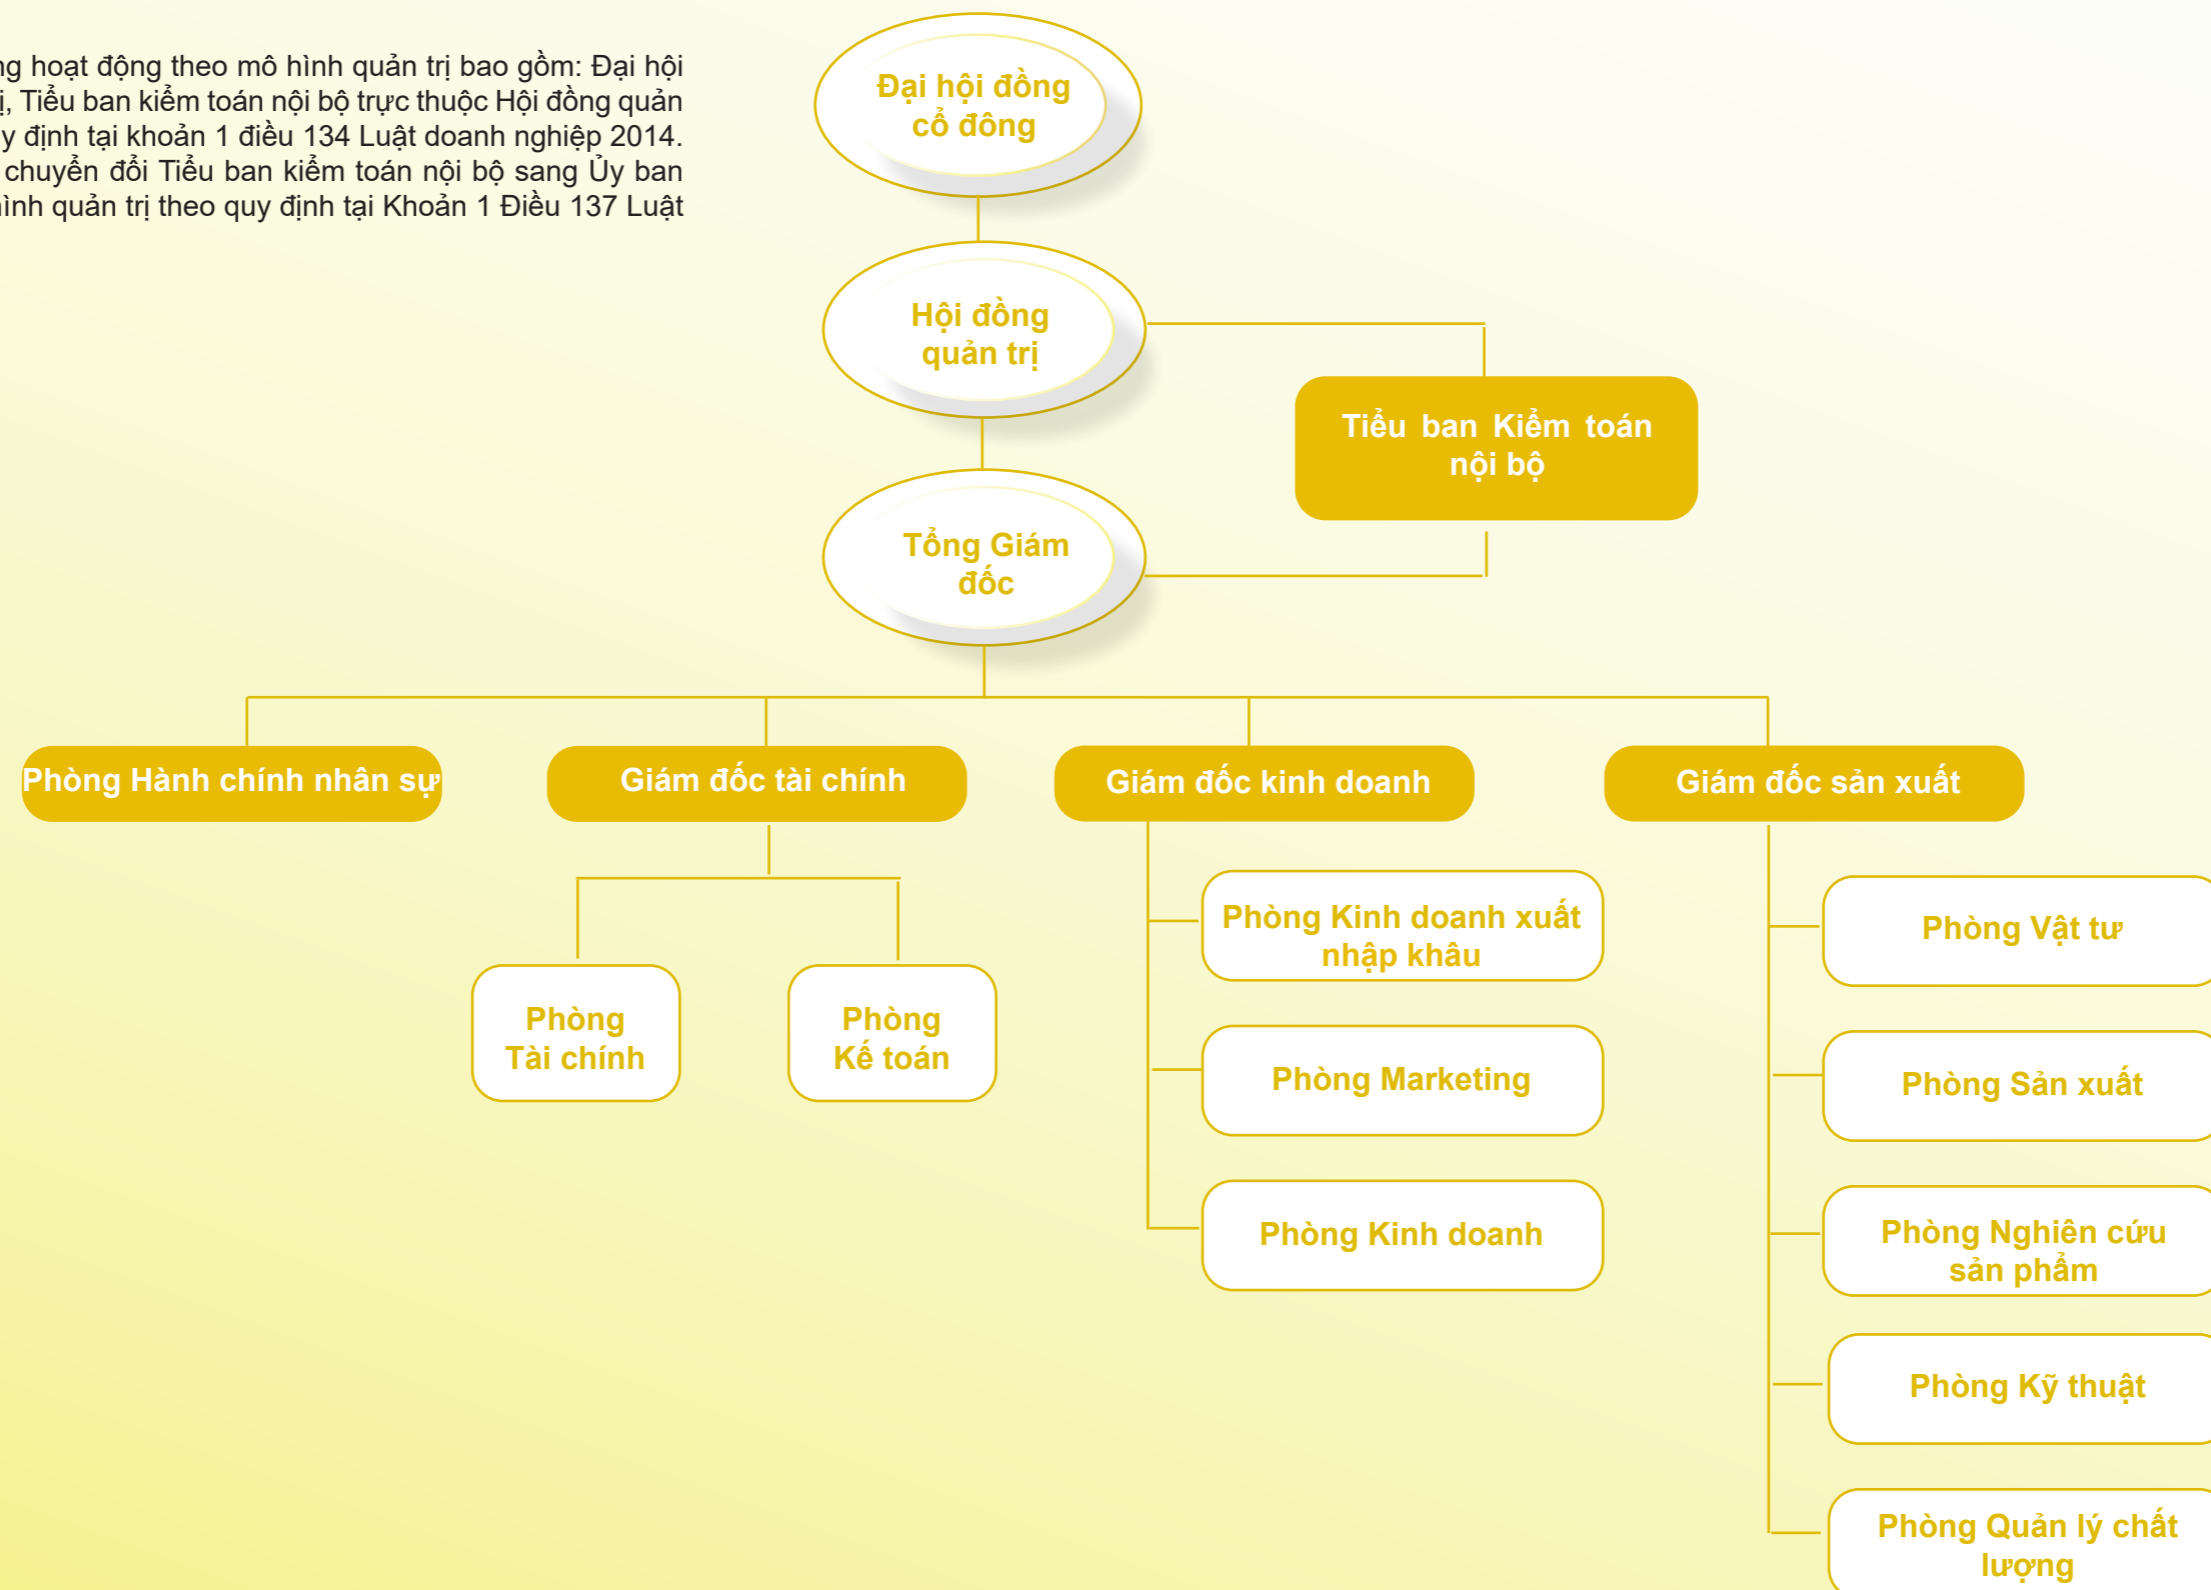 hoạt động theo mô hình quản trị bao gồm: Đại hội
Tiểu ban kiểm toán nội bộ trực thuộc Hội đồng quản
định tại khoản 1 điều 134 Luật doanh nghiệp 2014.
chuyển đổi Tiểu ban kiểm toán nội bộ sang Ủy ban
quản trị theo quy định tại Khoản 1 Điều 137 Luật
Đại hội đồng
cổ đông
Hội đồng
quản trị
Tiểu ban Kiểm toán
nội bộ
Tổng Giám
đốc
Phòng Hành chính nhân sự
Giám đốc tài chính
Giám đốc kinh doanh
Giám đốc sản xuất
Phòng
Tài chính
Phòng
Kế toán
Phòng Kinh doanh xuất
nhập khâu
Phòng Marketing
Phòng Kinh doanh
Phòng Vật tư
Phòng Sản xuất
Phòng Nghiên cứu
sản phẩm
Phòng Kỹ thuật
Phòng Quản lý chất
lượng